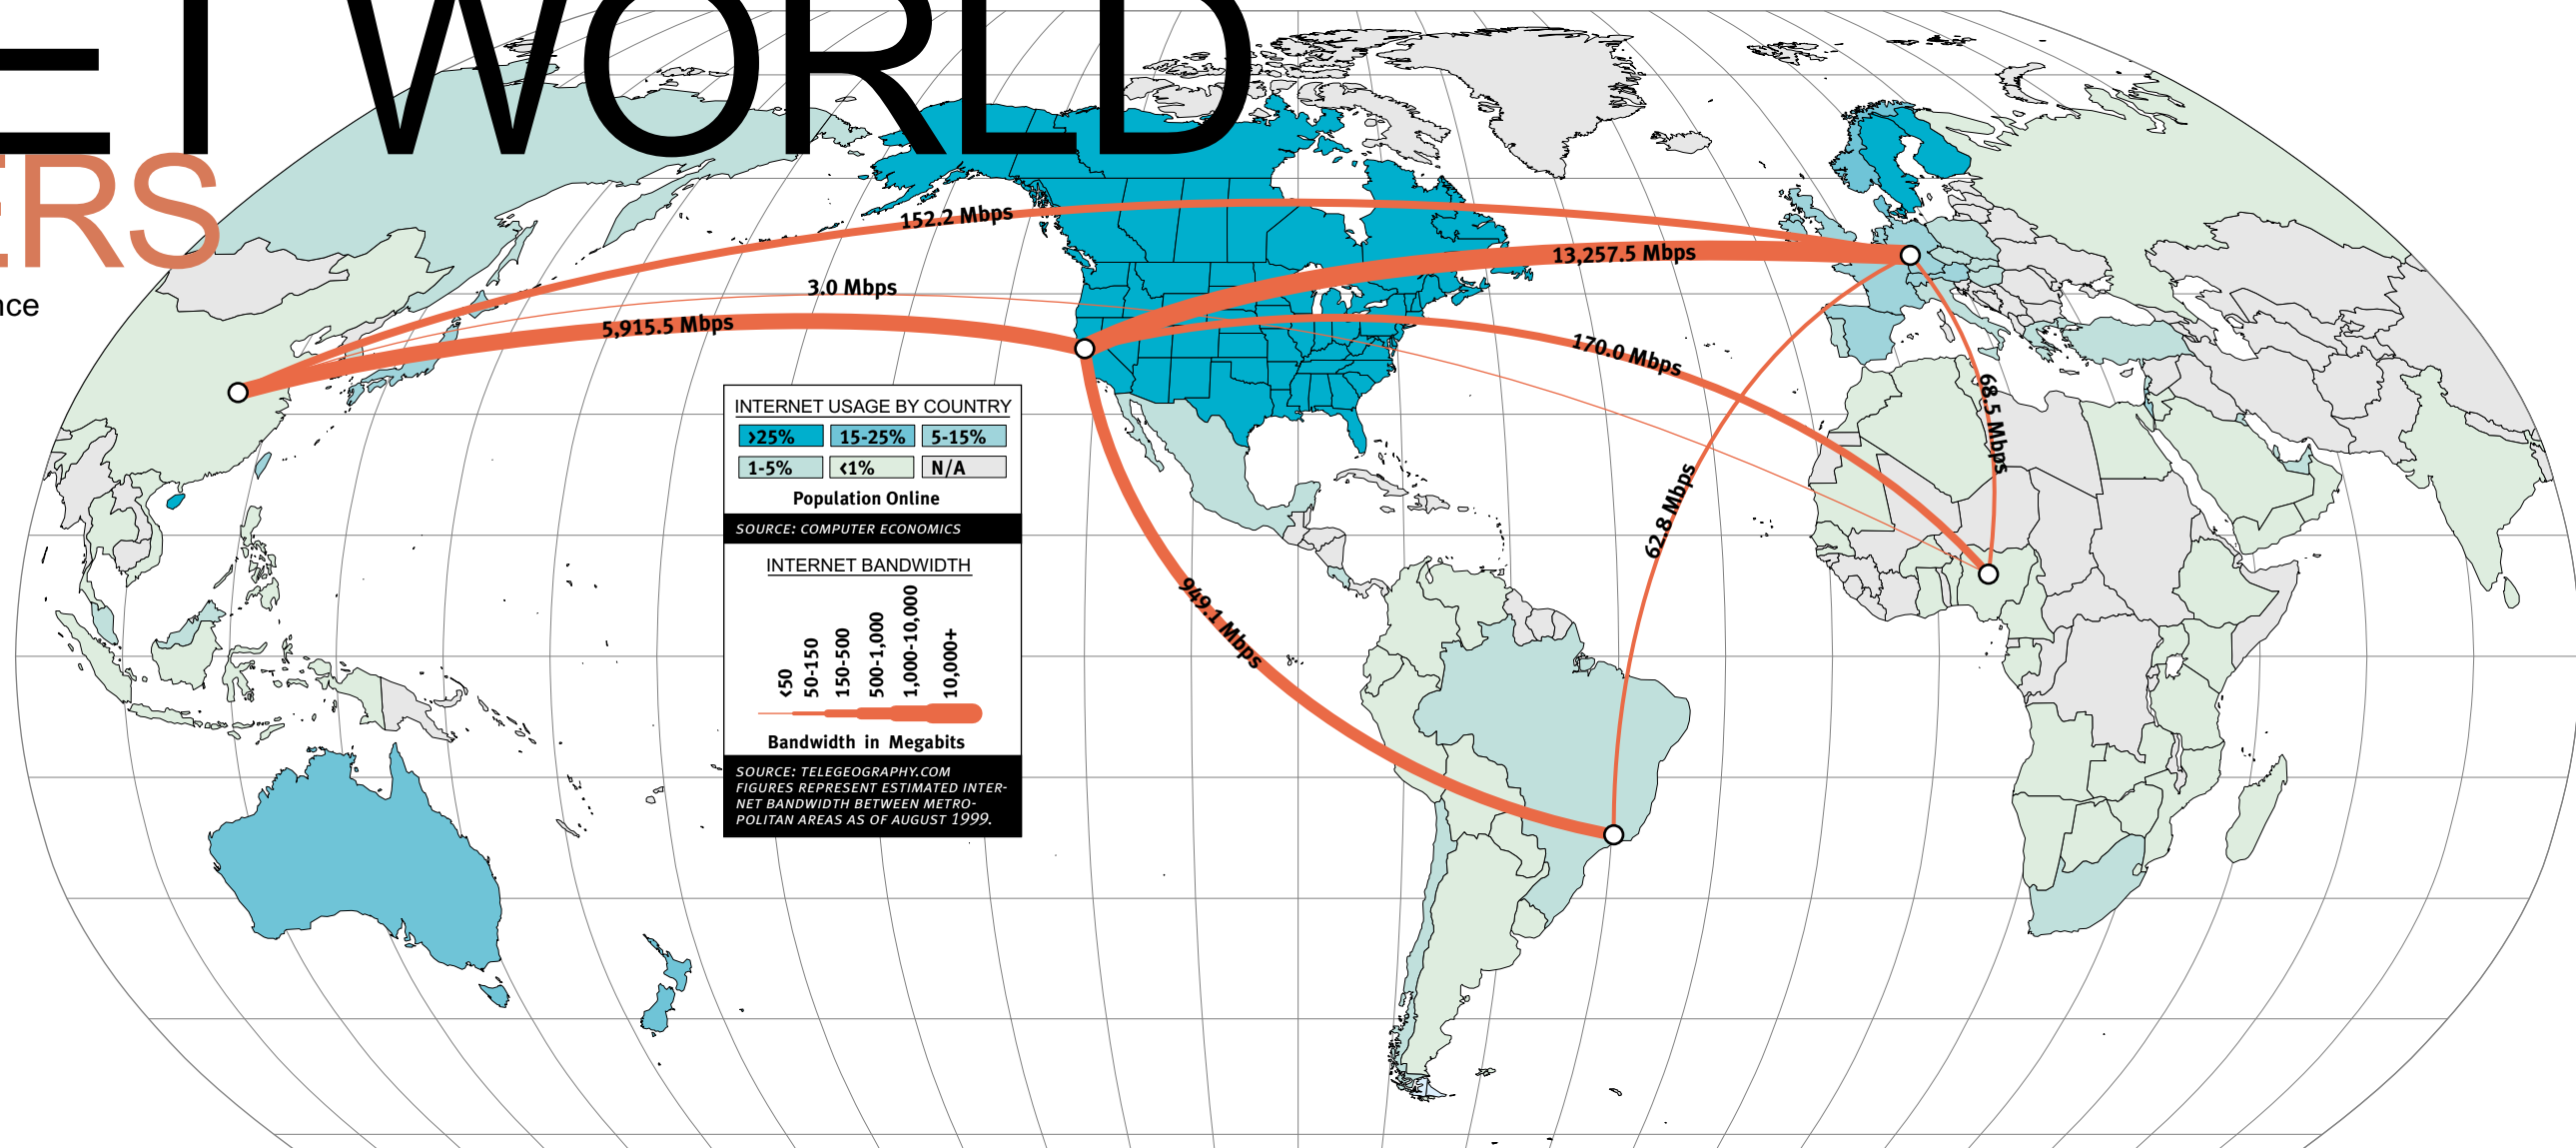 ET WORLD
ERS
nce
152.2 Mbps
13,257.5 Mbps
3.0 Mbps
5,915.5 Mbps
170.0 Mbps
68.5 Mbps
62.8 Mbps
949.1 Mbps
INTERNET USAGE BY COUNTRY
>25% 15-25% 5-15%
1-5% <1% N/A
Population Online
SOURCE: COMPUTER ECONOMICS
INTERNET BANDWIDTH
<50 50-150 150-500 500-1,000 1,000-10,000 10,000+
Bandwidth in Megabits
SOURCE: TELEGEOGRAPHY.COM
FIGURES REPRESENT ESTIMATED INTER-
NET BANDWIDTH BETWEEN METRO-
POLITAN AREAS AS OF AUGUST 1999.